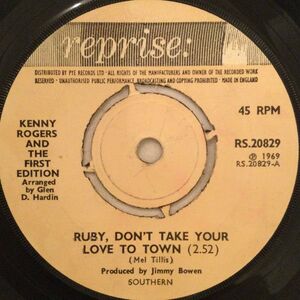 reprise:
DISTRIBUTED BY PYE RECORDS LTD · ALL RIGHTS OF THE MANUFACTURERS AND OWNER OF THE RECORDED WORK
RESERVED — UNAUTHORISED PUBLIC PERFORMANCE, BROADCASTING AND COPYING PROHIBITED · MADE IN ENGLAND
KENNY
ROGERS
AND
THE
FIRST
EDITION
Arranged
by Glen
D. Hardin
45 RPM
RS.20829
℗ 1969
RS.20829-A
RUBY, DON'T TAKE YOUR
LOVE TO TOWN (2.52)
(Mel Tillis)
Produced by Jimmy Bowen
SOUTHERN